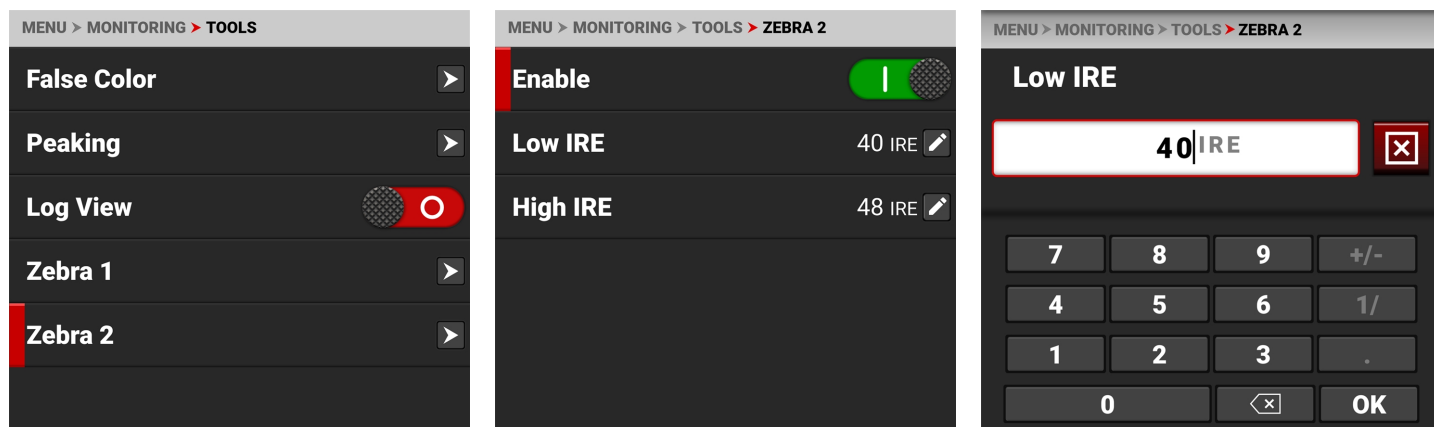 MENU > MONITORING > TOOLS
False Color
Peaking
Log View
Zebra 1
Zebra 2
MENU > MONITORING > TOOLS > ZEBRA 2
Enable
Low IRE 40 IRE
High IRE 48 IRE
MENU > MONITORING > TOOLS > ZEBRA 2
Low IRE
40 IRE
7 8 9 +/-
4 5 6 1/
1 2 3 .
0 OK